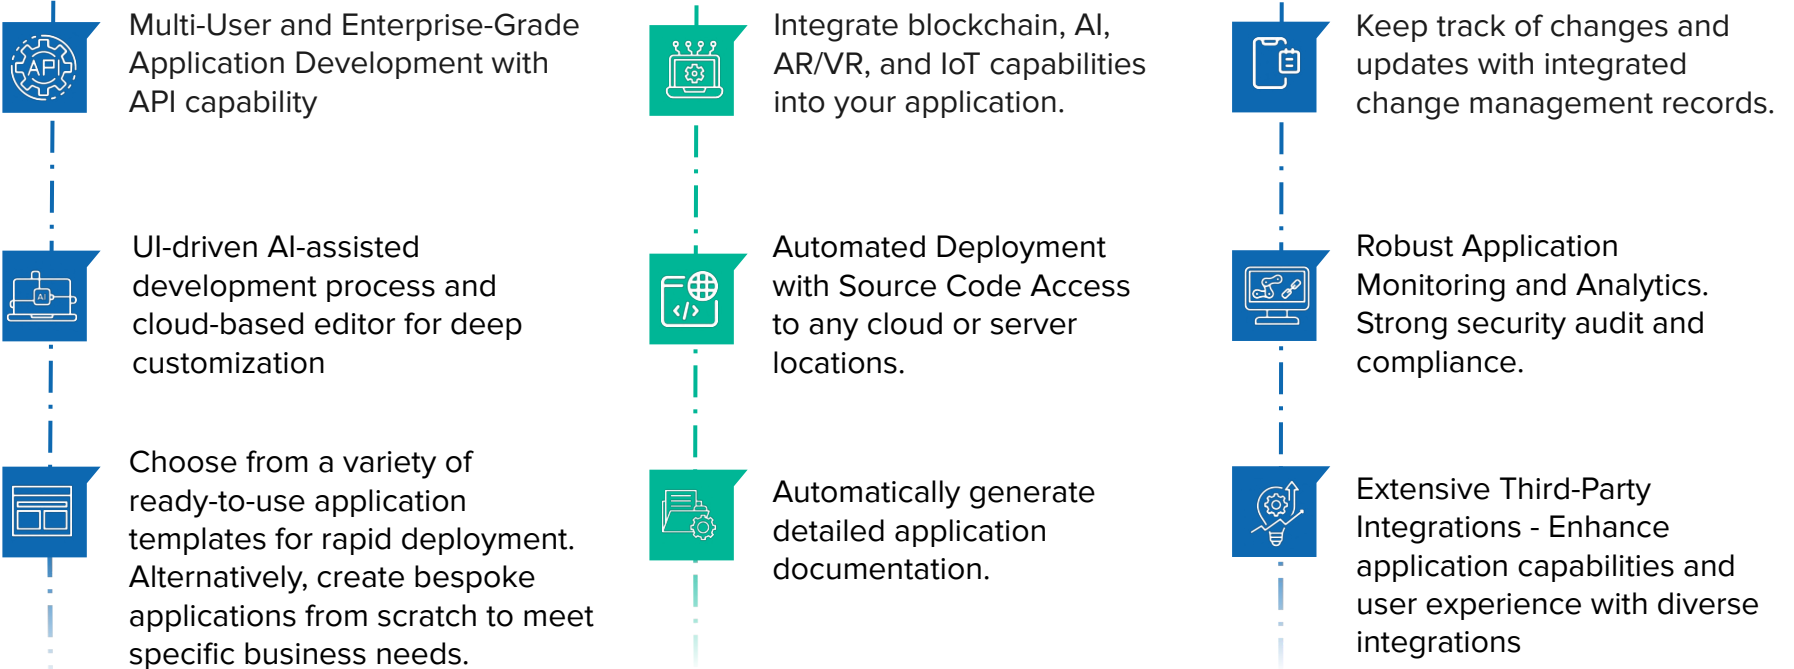 API
Multi-User and Enterprise-Grade
Application Development with
API capability
AI
UI-driven AI-assisted
development process and
cloud-based editor for deep
customization
Choose from a variety of
ready-to-use application
templates for rapid deployment.
Alternatively, create bespoke
applications from scratch to meet
specific business needs.
Integrate blockchain, AI,
AR/VR, and IoT capabilities
into your application.
</>
Automated Deployment
with Source Code Access
to any cloud or server
locations.
Automatically generate
detailed application
documentation.
Keep track of changes and
updates with integrated
change management records.
Robust Application
Monitoring and Analytics.
Strong security audit and
compliance.
Extensive Third-Party
Integrations - Enhance
application capabilities and
user experience with diverse
integrations